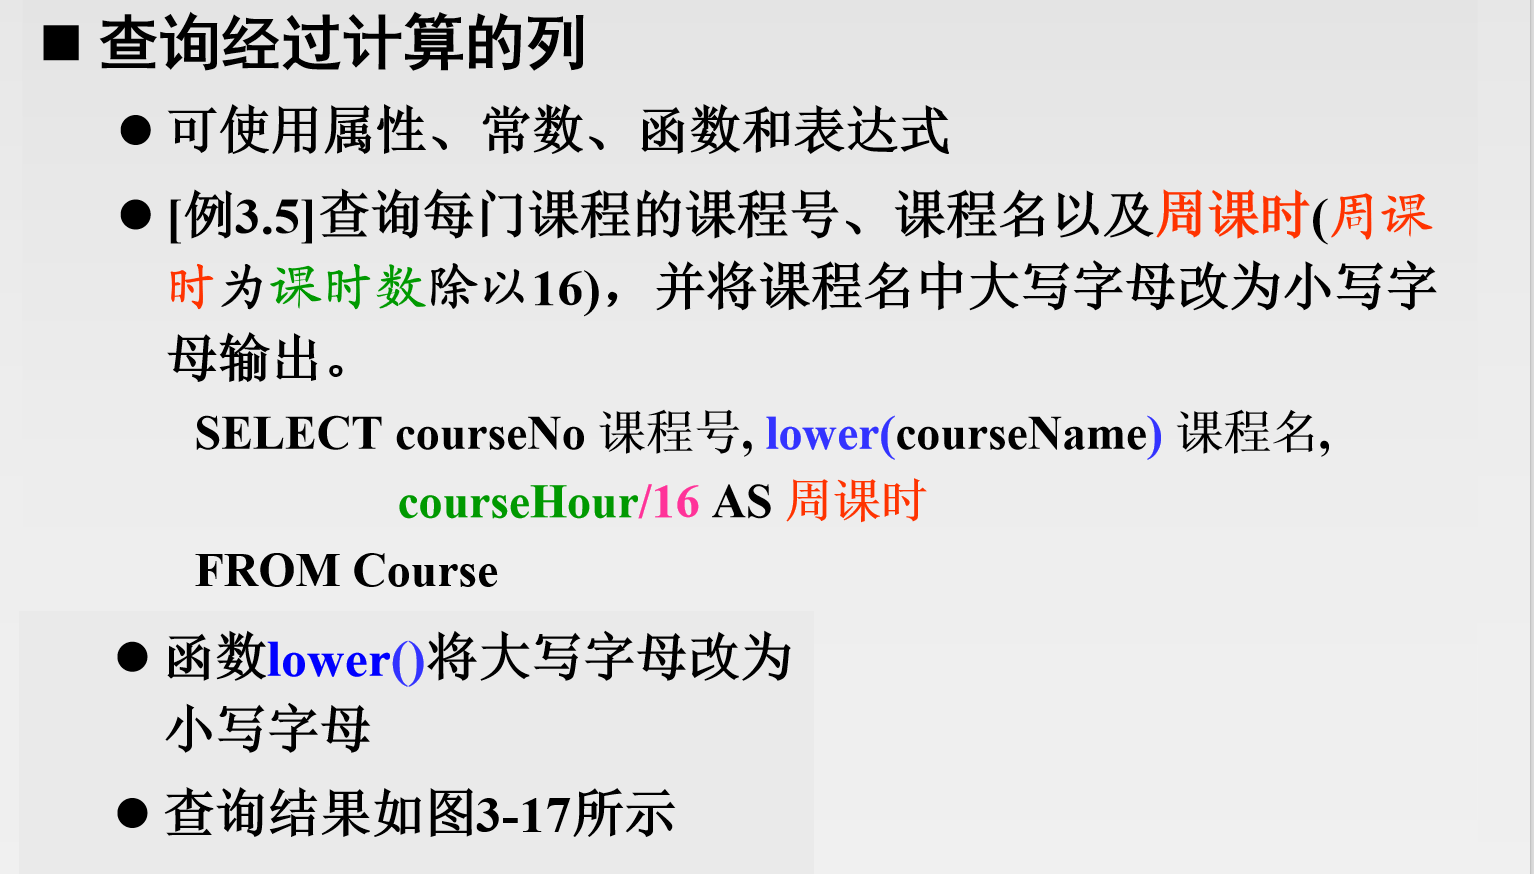 ■ 查询经过计算的列
● 可使用属性、常数、函数和表达式
● [例3.5]查询每门课程的课程号、课程名以及周课时(周课
时为课时数除以16)，并将课程名中大写字母改为小写字
母输出。
SELECT courseNo 课程号, lower(courseName) 课程名,
courseHour/16 AS 周课时
FROM Course
● 函数lower()将大写字母改为
小写字母
● 查询结果如图3-17所示